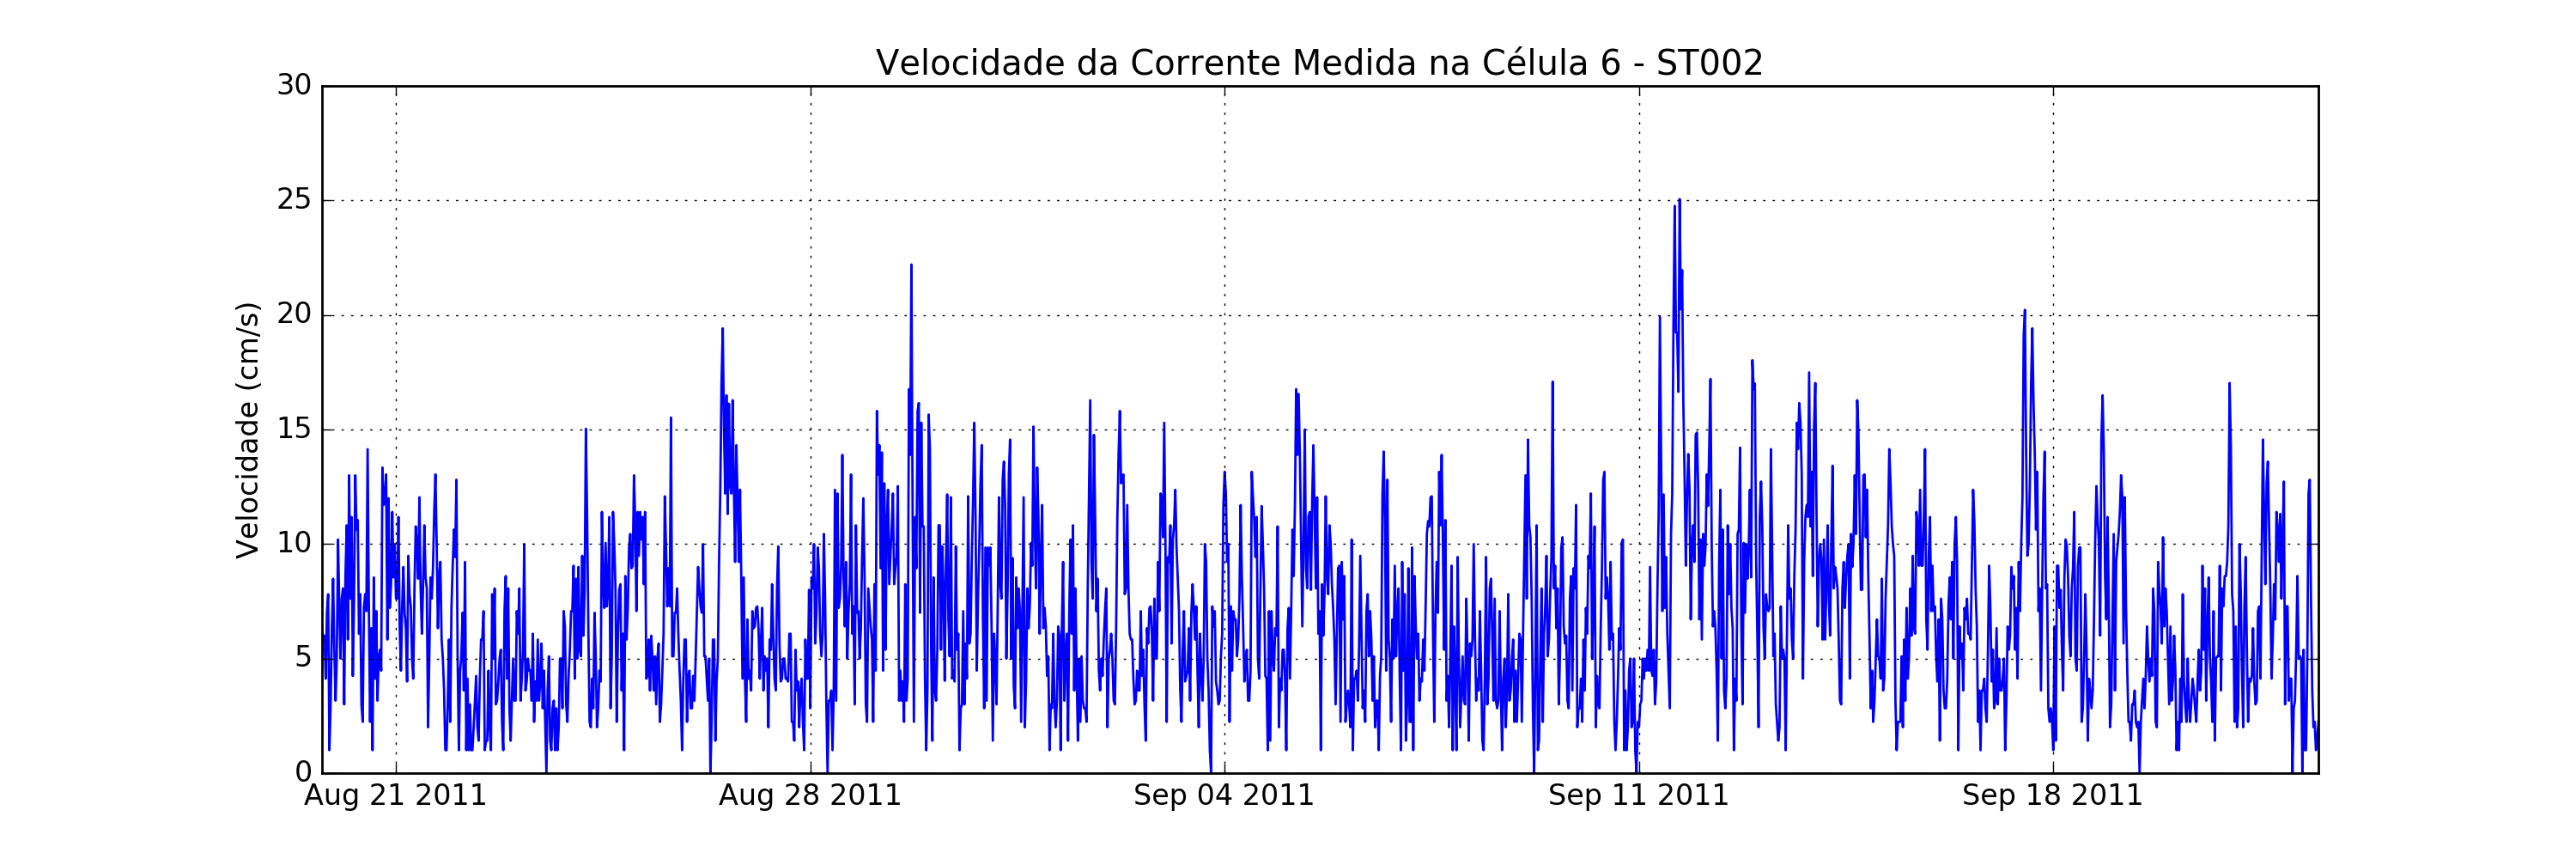 Velocidade da Corrente Medida na Célula 6 - ST002
Velocidade (cm/s)
30
25
20
15
10
5
0
Aug 21 2011
Aug 28 2011
Sep 04 2011
Sep 11 2011
Sep 18 2011